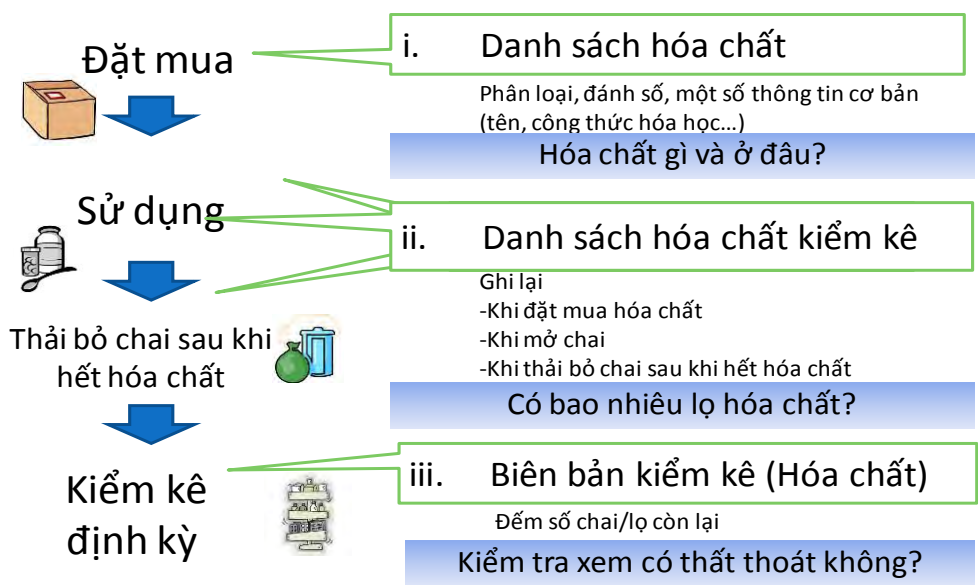 Đặt mua
i. Danh sách hóa chất
Phân loại, đánh số, một số thông tin cơ bản
(tên, công thức hóa học…)
Hóa chất gì và ở đâu?
Sử dụng
ii. Danh sách hóa chất kiểm kê
Ghi lại
-Khi đặt mua hóa chất
-Khi mở chai
-Khi thải bỏ chai sau khi hết hóa chất
Có bao nhiêu lọ hóa chất?
Thải bỏ chai sau khi
hết hóa chất
Kiểm kê
định kỳ
iii. Biên bản kiểm kê (Hóa chất)
Đếm số chai/lọ còn lại
Kiểm tra xem có thất thoát không?